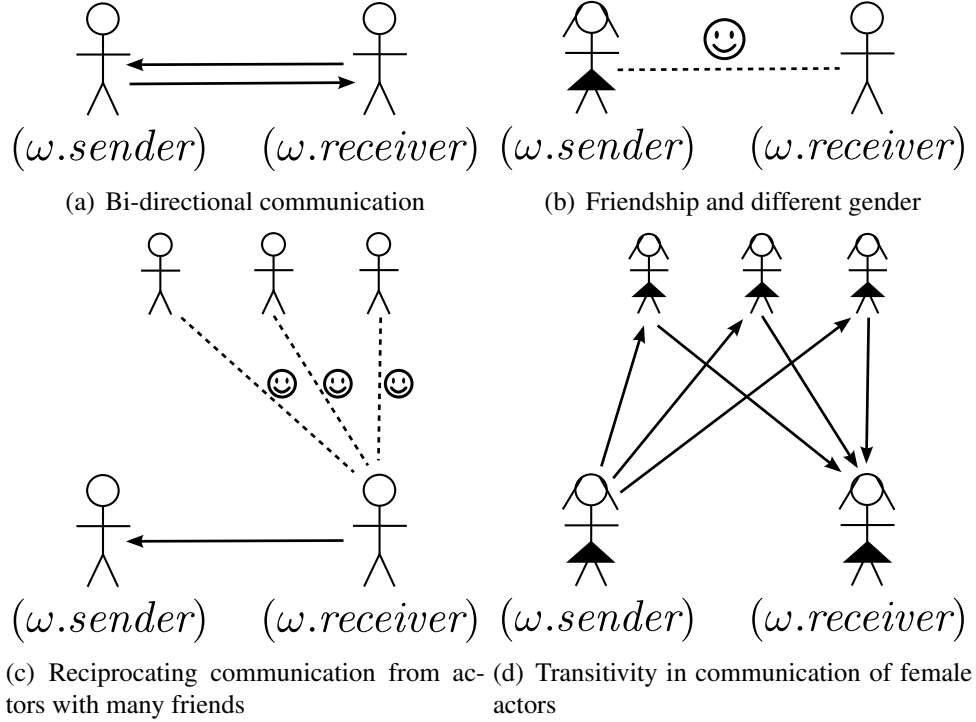 (ω.sender) (ω.receiver)
(a) Bi-directional communication
(ω.sender) (ω.receiver)
(b) Friendship and different gender
(ω.sender) (ω.receiver)
(c) Reciprocating communication from ac-
tors with many friends
(ω.sender) (ω.receiver)
(d) Transitivity in communication of female
actors